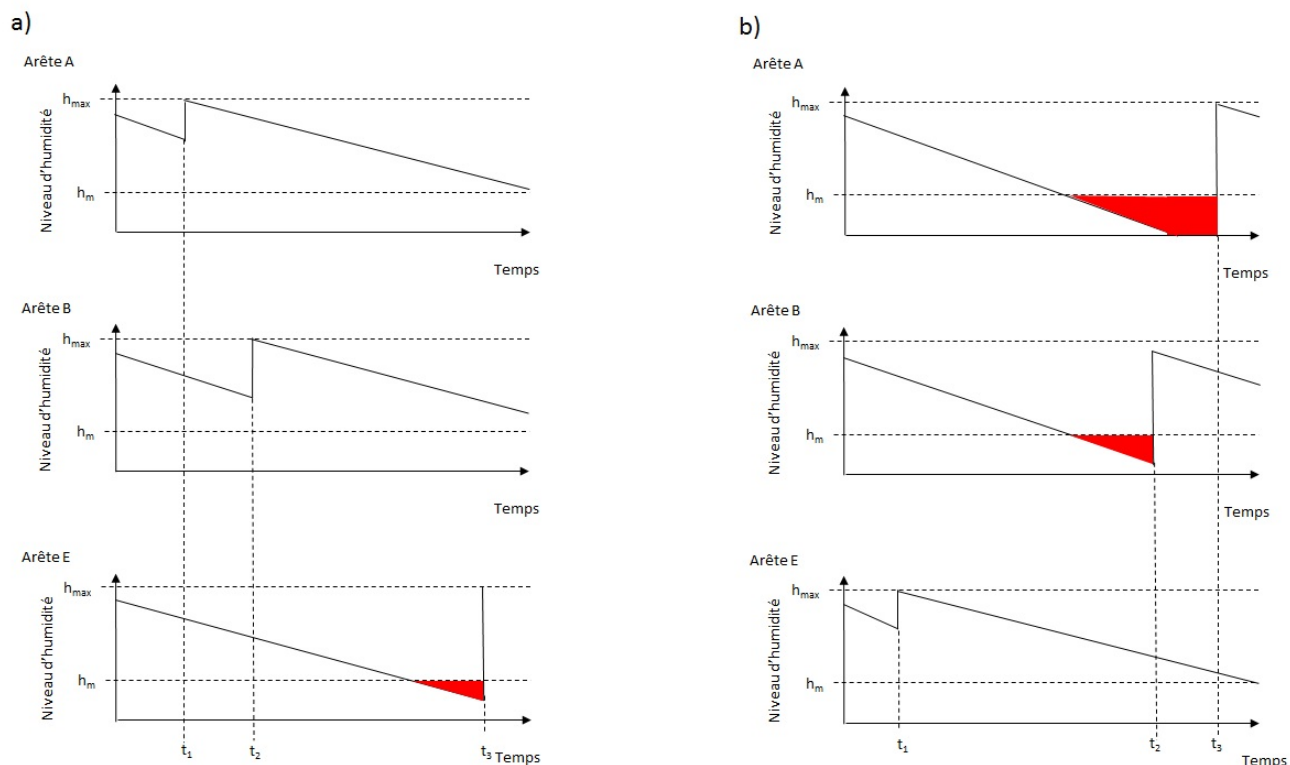 a)
Arête A
Niveau d'humidité
hmax
hm
Temps
Arête B
Niveau d'humidité
hmax
hm
Temps
Arête E
Niveau d'humidité
hmax
hm
t1
t2
t3
Temps
b)
Arête A
Niveau d'humidité
hmax
hm
Temps
Arête B
Niveau d'humidité
hmax
hm
Temps
Arête E
Niveau d'humidité
hmax
hm
t1
t2
t3
Temps